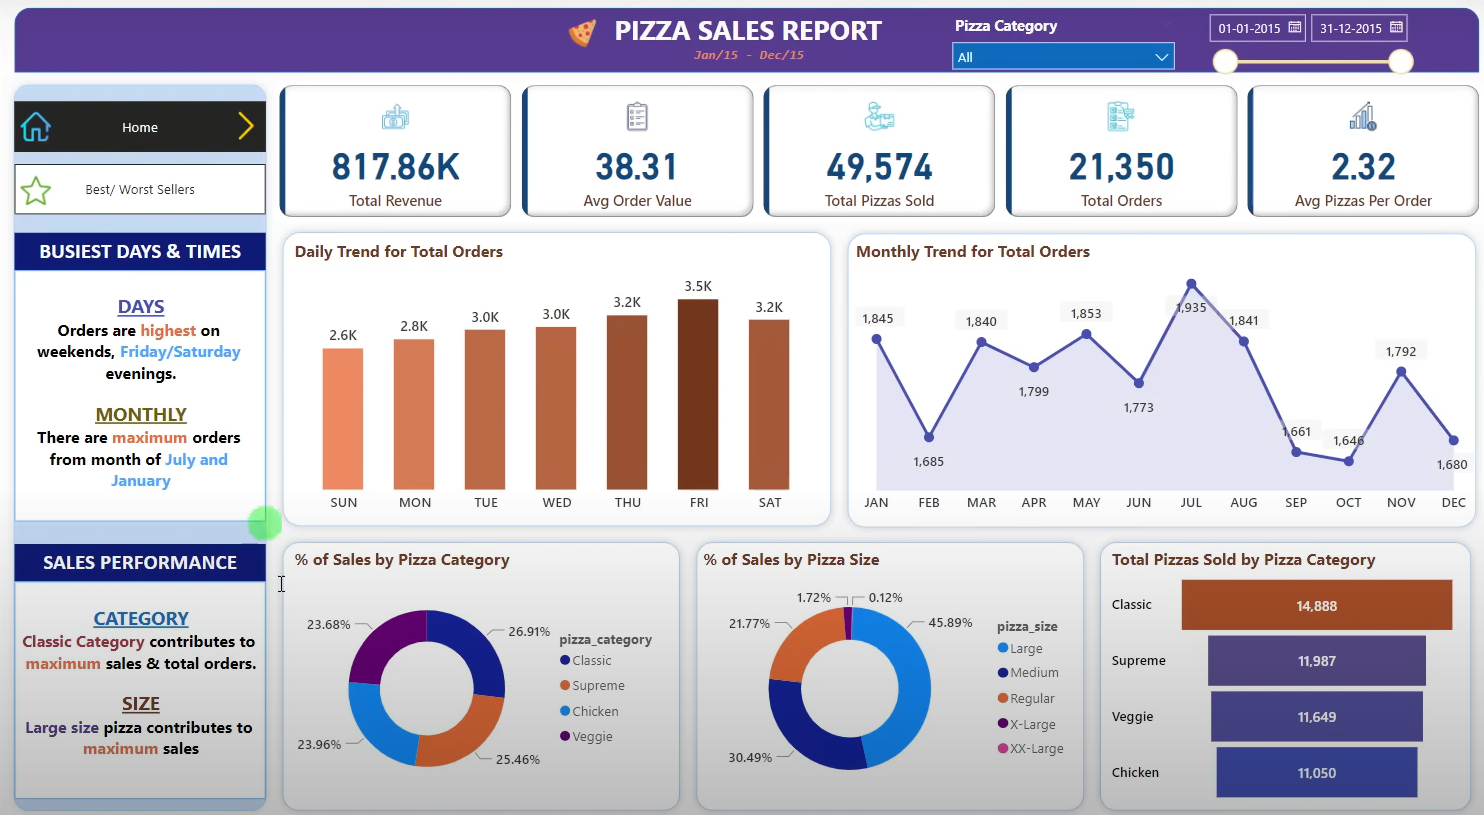 PIZZA SALES REPORT
Jan/15 - Dec/15
Pizza Category
All
01-01-2015
31-12-2015
Home
Best/ Worst Sellers
BUSIEST DAYS & TIMES
DAYS
Orders are highest on
weekends, Friday/Saturday
evenings.
MONTHLY
There are maximum orders
from month of July and
January
SALES PERFORMANCE
CATEGORY
Classic Category contributes to
maximum sales & total orders.
SIZE
Large size pizza contributes to
maximum sales
817.86K
Total Revenue
38.31
Avg Order Value
49,574
Total Pizzas Sold
21,350
Total Orders
2.32
Avg Pizzas Per Order
Daily Trend for Total Orders
2.6K
2.8K
3.0K
3.0K
3.2K
3.5K
3.2K
SUN MON TUE WED THU FRI SAT
Monthly Trend for Total Orders
1,845
1,685
1,840
1,799
1,853
1,773
1,935
1,841
1,661
1,646
1,792
1,680
JAN FEB MAR APR MAY JUN JUL AUG SEP OCT NOV DEC
% of Sales by Pizza Category
23.68%
26.91%
23.96%
25.46%
pizza_category
Classic
Supreme
Chicken
Veggie
% of Sales by Pizza Size
1.72%
0.12%
21.77%
45.89%
30.49%
pizza_size
Large
Medium
Regular
X-Large
XX-Large
Total Pizzas Sold by Pizza Category
Classic 14,888
Supreme 11,987
Veggie 11,649
Chicken 11,050